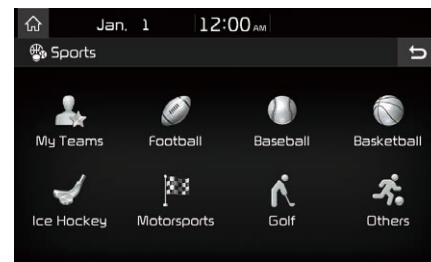 Jan. 1 12:00 AM
Sports
My Teams Football Baseball Basketball
Ice Hockey Motorsports Golf Others